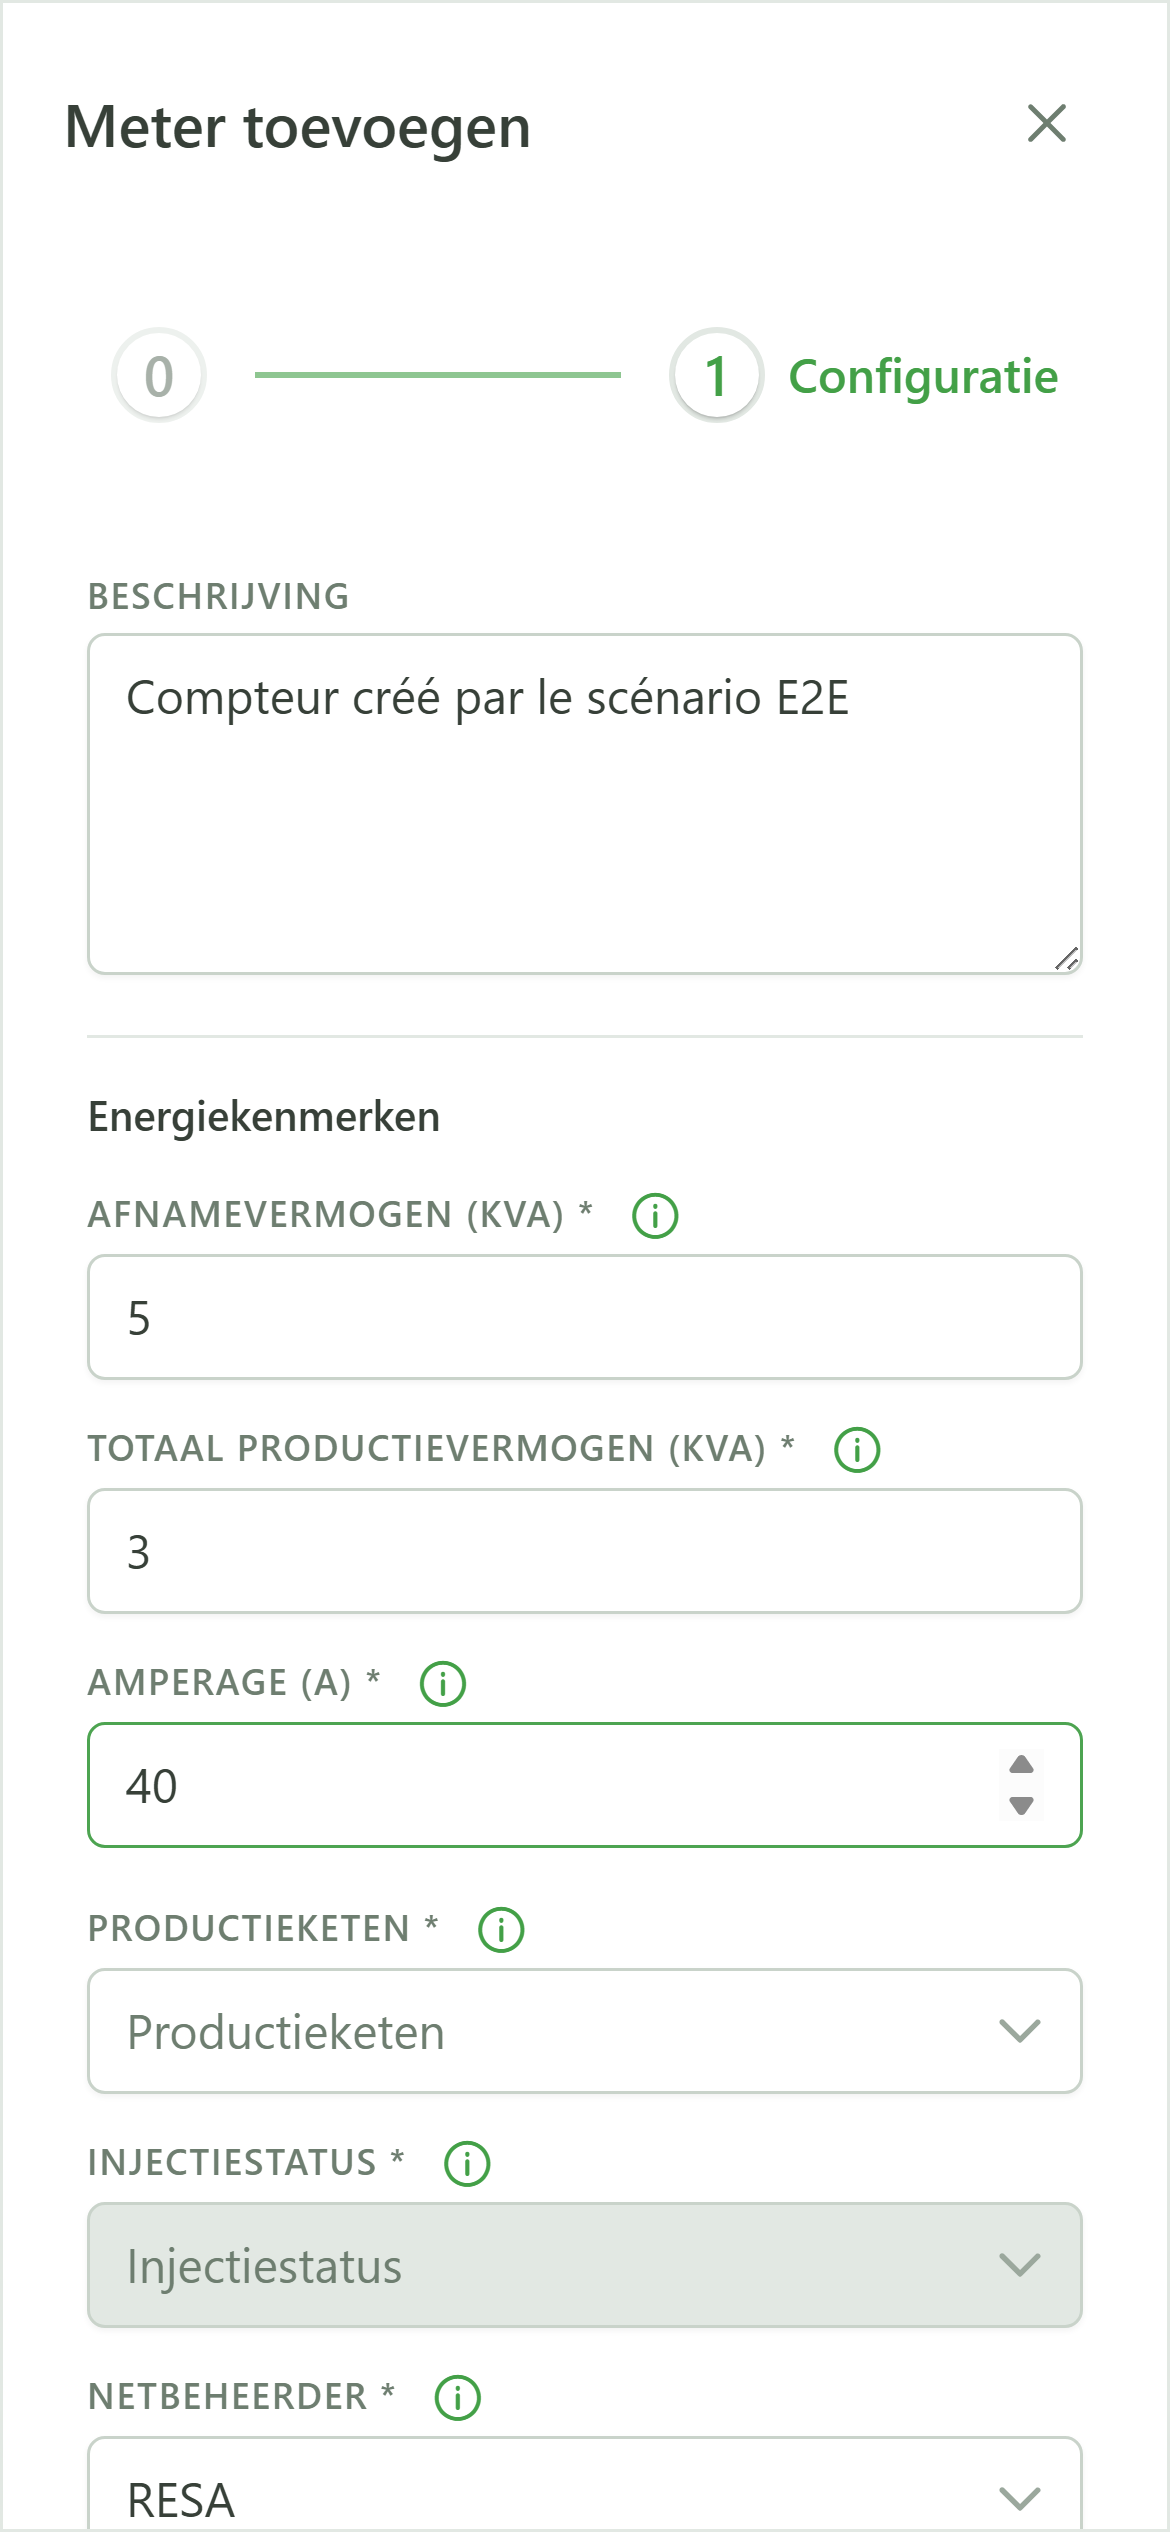 Meter toevoegen
0
1 Configuratie
BESCHRIJVING
Compteur créé par le scénario E2E
Energiekenmerken
AFNAMEVERMOGEN (KVA) *
5
TOTAAL PRODUCTIEVERMOGEN (KVA) *
3
AMPERAGE (A) *
40
PRODUCTIEKETEN *
Productieketen
INJECTIESTATUS *
Injectiestatus
NETBEHEERDER *
RESA